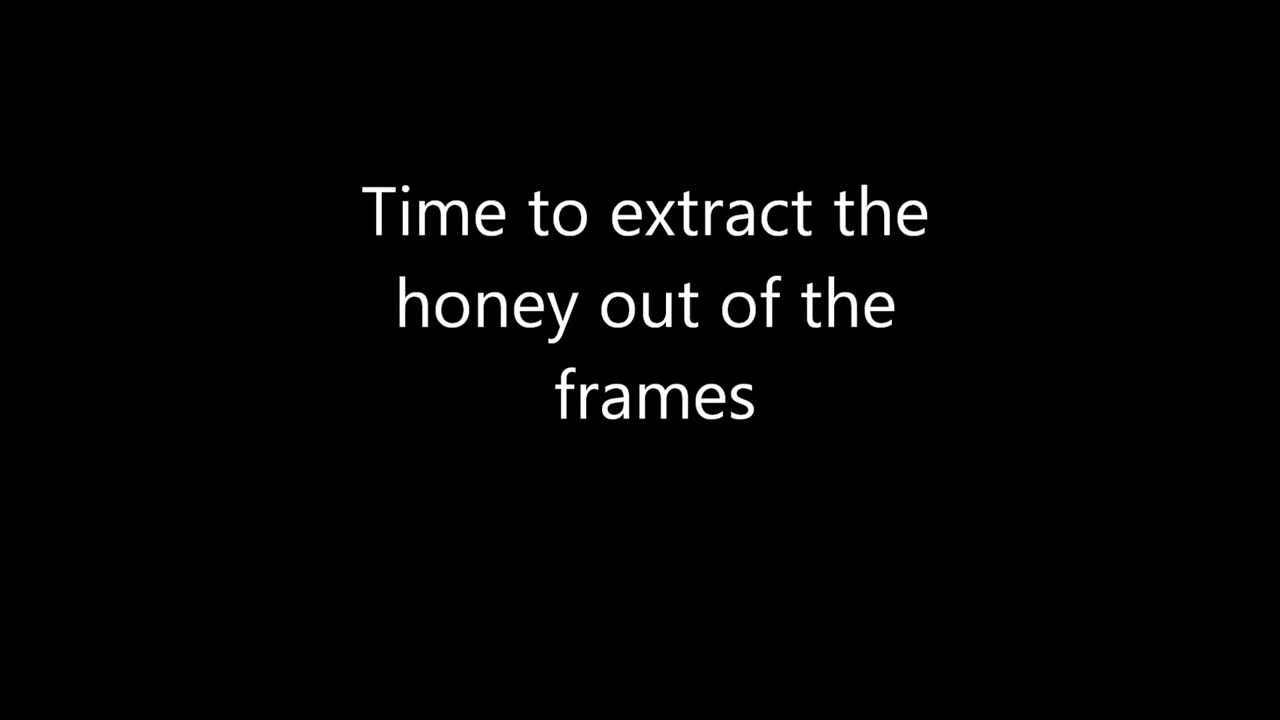 Time to extract the
honey out of the
frames